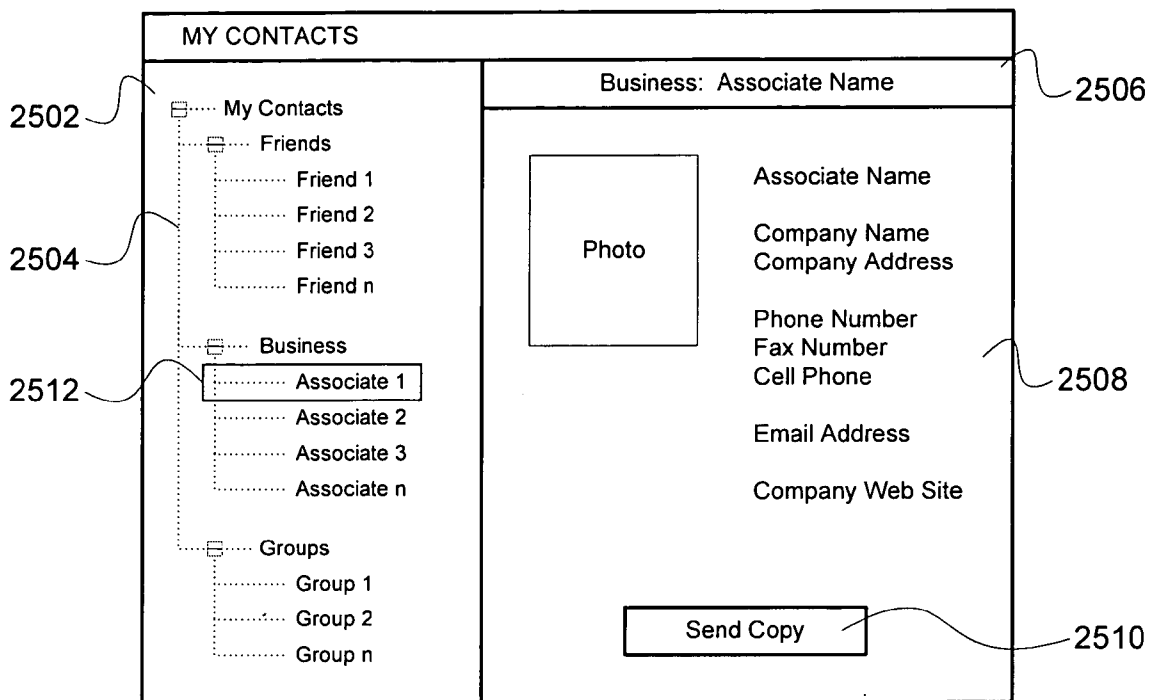 MY CONTACTS
Business: Associate Name
My Contacts
Friends
Friend 1
Friend 2
Friend 3
Friend n
Business
Associate 1
Associate 2
Associate 3
Associate n
Groups
Group 1
Group 2
Group n
Photo
Associate Name
Company Name
Company Address
Phone Number
Fax Number
Cell Phone
Email Address
Company Web Site
Send Copy
2502
2504
2512
2506
2508
2510